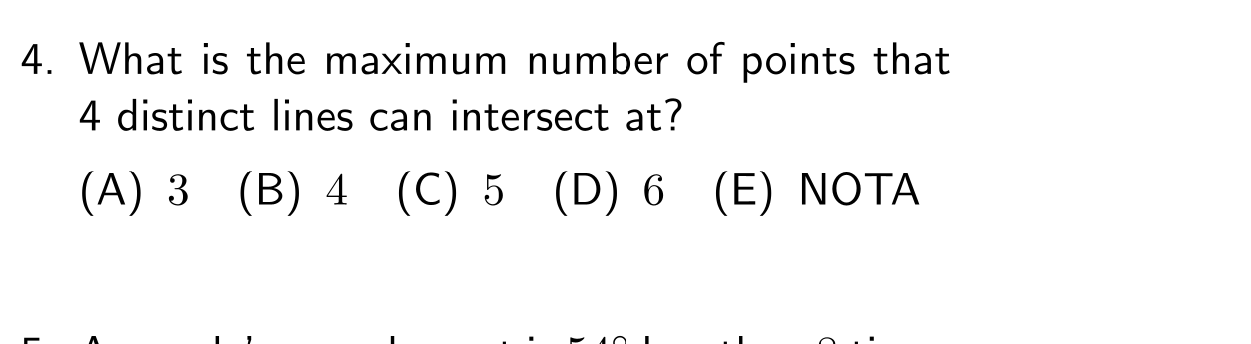 4. What is the maximum number of points that
4 distinct lines can intersect at?
(A) 3 (B) 4 (C) 5 (D) 6 (E) NOTA